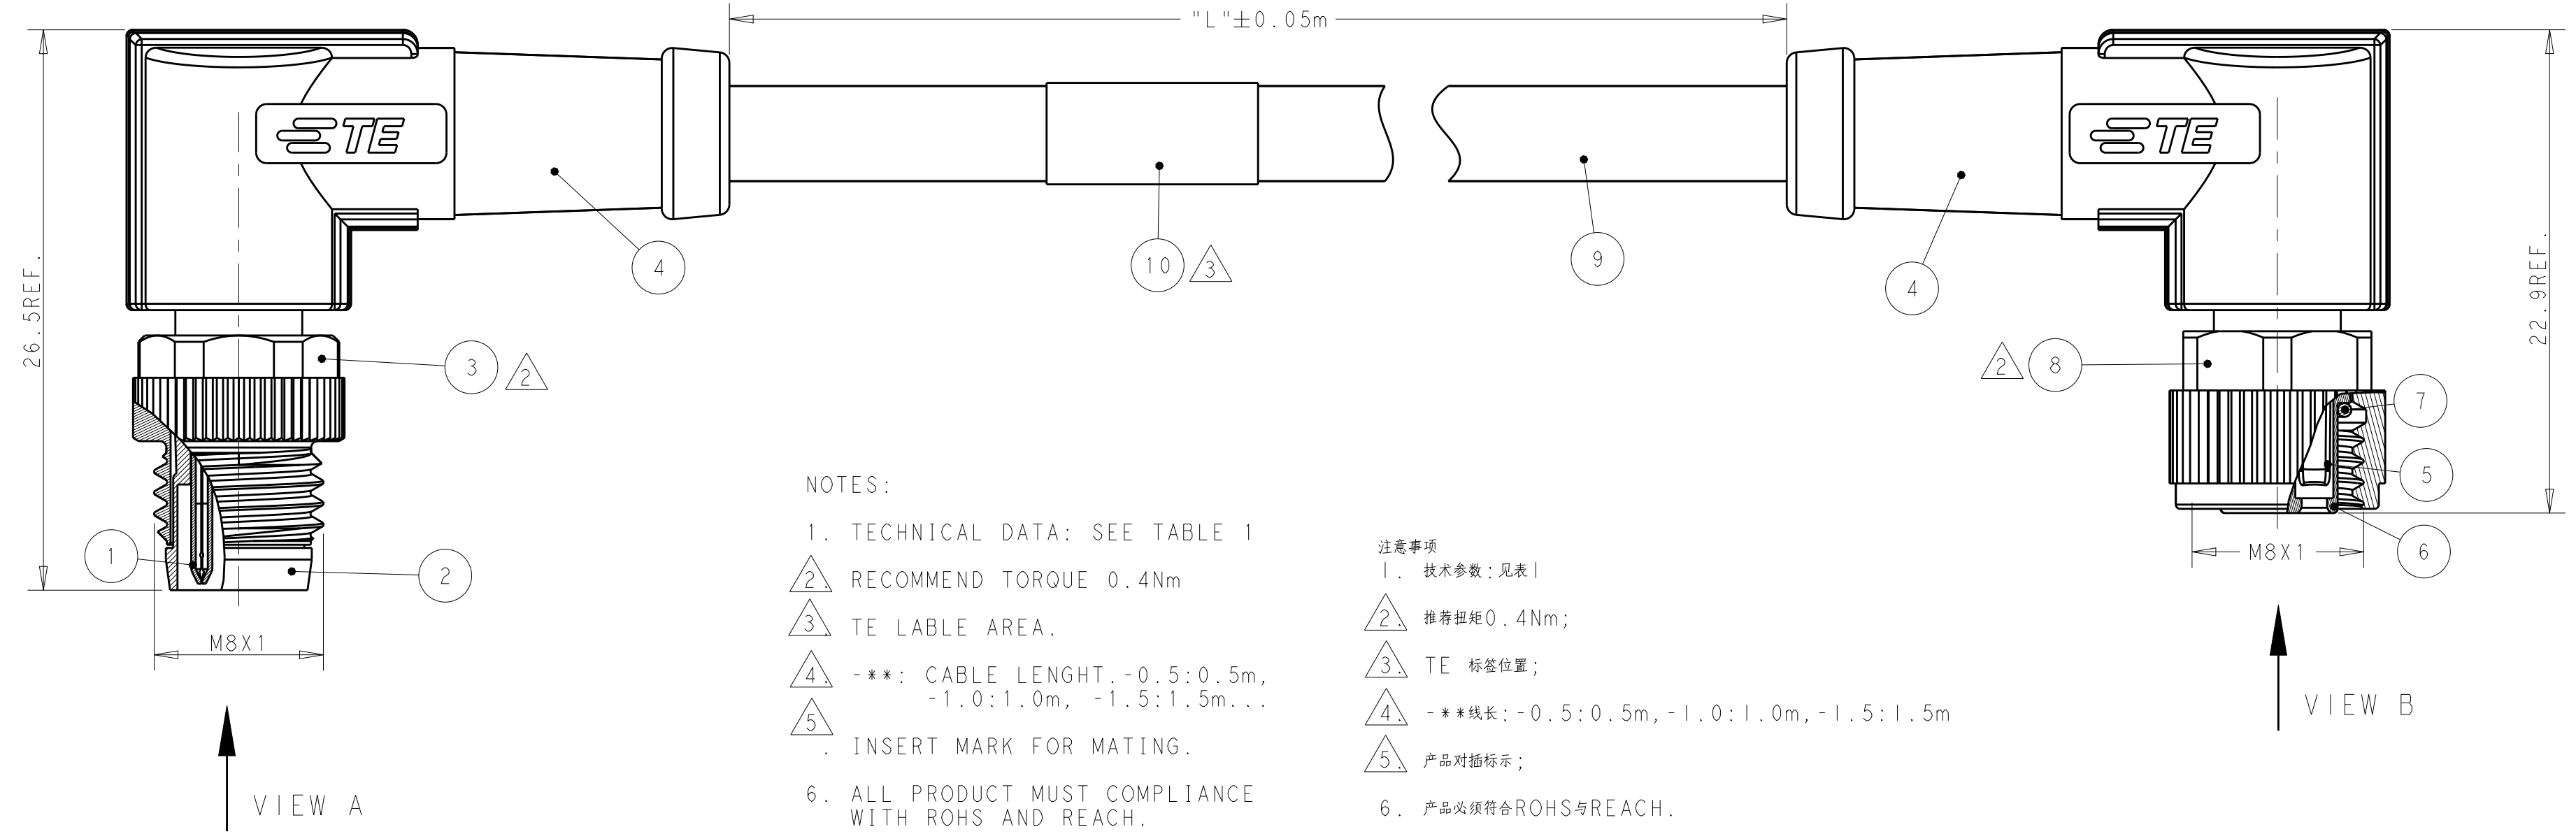 "L"±0.05m
26.5REF.
TE
TE
22.9REF.
4
10
3
9
4
3
2
2
8
7
5
6
1
2
M8X1
M8X1
VIEW A
VIEW B
NOTES:
1. TECHNICAL DATA: SEE TABLE 1
2. RECOMMEND TORQUE 0.4Nm
3. TE LABLE AREA.
4. -**: CABLE LENGHT.-0.5:0.5m,
-1.0:1.0m, -1.5:1.5m...
5
. INSERT MARK FOR MATING.
6. ALL PRODUCT MUST COMPLIANCE
WITH ROHS AND REACH.
注意事项
1. 技术参数:见表1
2. 推荐扭矩0.4Nm;
3. TE 标签位置;
4. -**线长:-0.5:0.5m,-1.0:1.0m,-1.5:1.5m
5. 产品对插标示;
6. 产品必须符合ROHS与REACH.